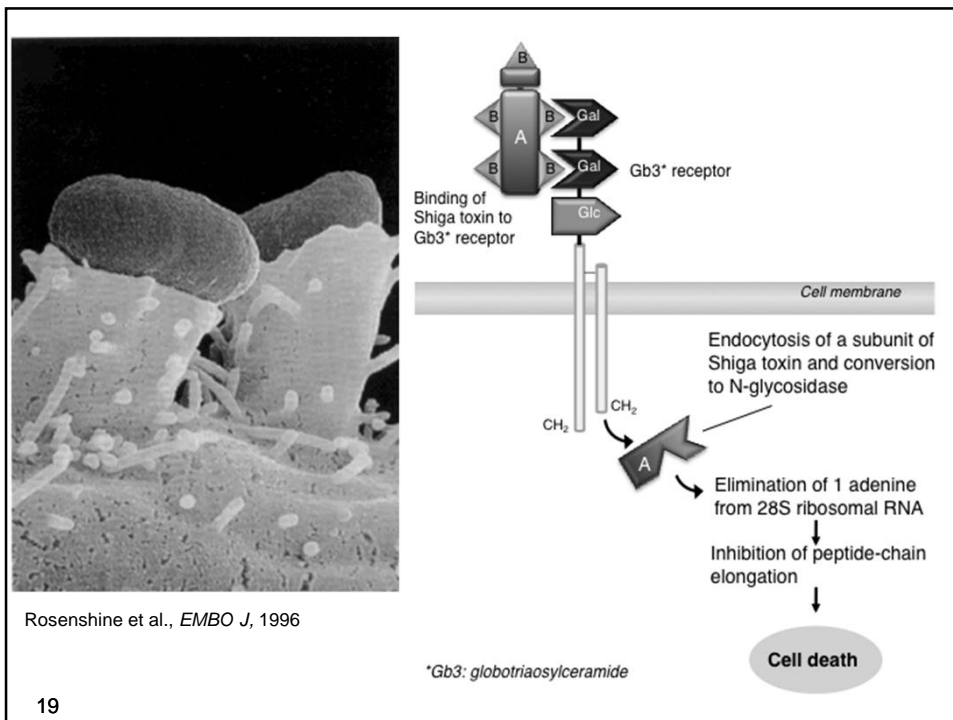 B
B
A
B
Gal
B
B
Gal
Gb3* receptor
Binding of
Shiga toxin to
Gb3* receptor
Glc
Cell membrane
Endocytosis of a subunit of
Shiga toxin and conversion
to N-glycosidase
CH2
CH2
A
Elimination of 1 adenine
from 28S ribosomal RNA
Inhibition of peptide-chain
elongation
Rosenshine et al., EMBO J, 1996
Cell death
*Gb3: globotriaosylceramide
19